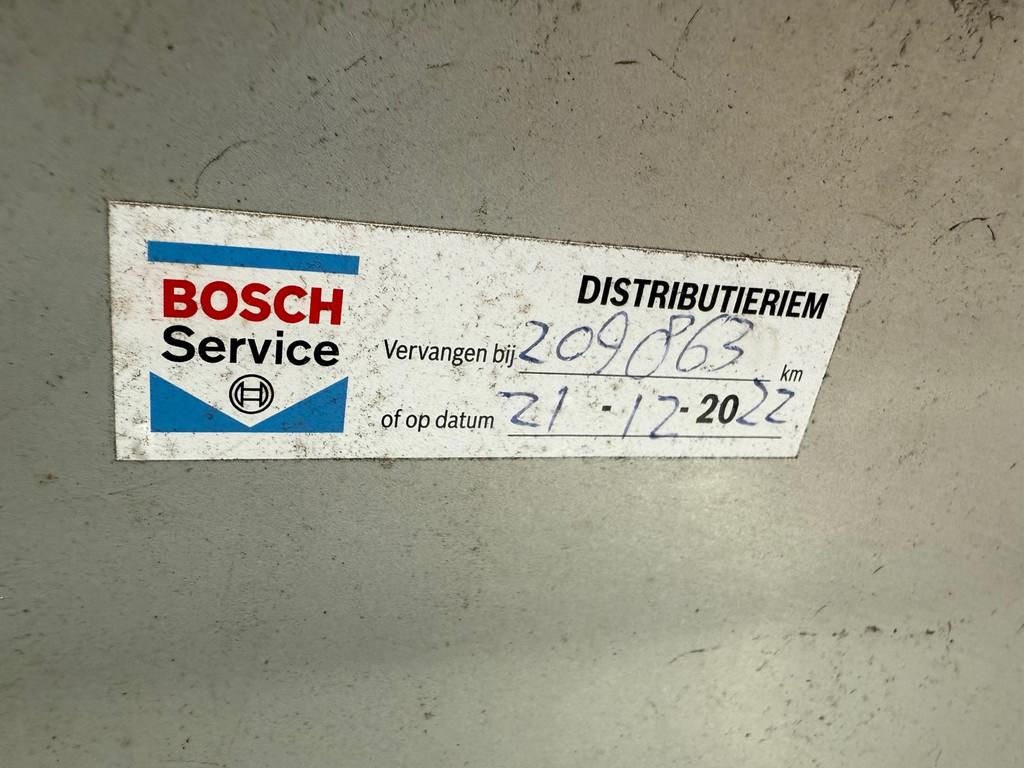 BOSCH
Service
DISTRIBUTIERIEM
Vervangen bij 209863 km
of op datum 21-12-2022